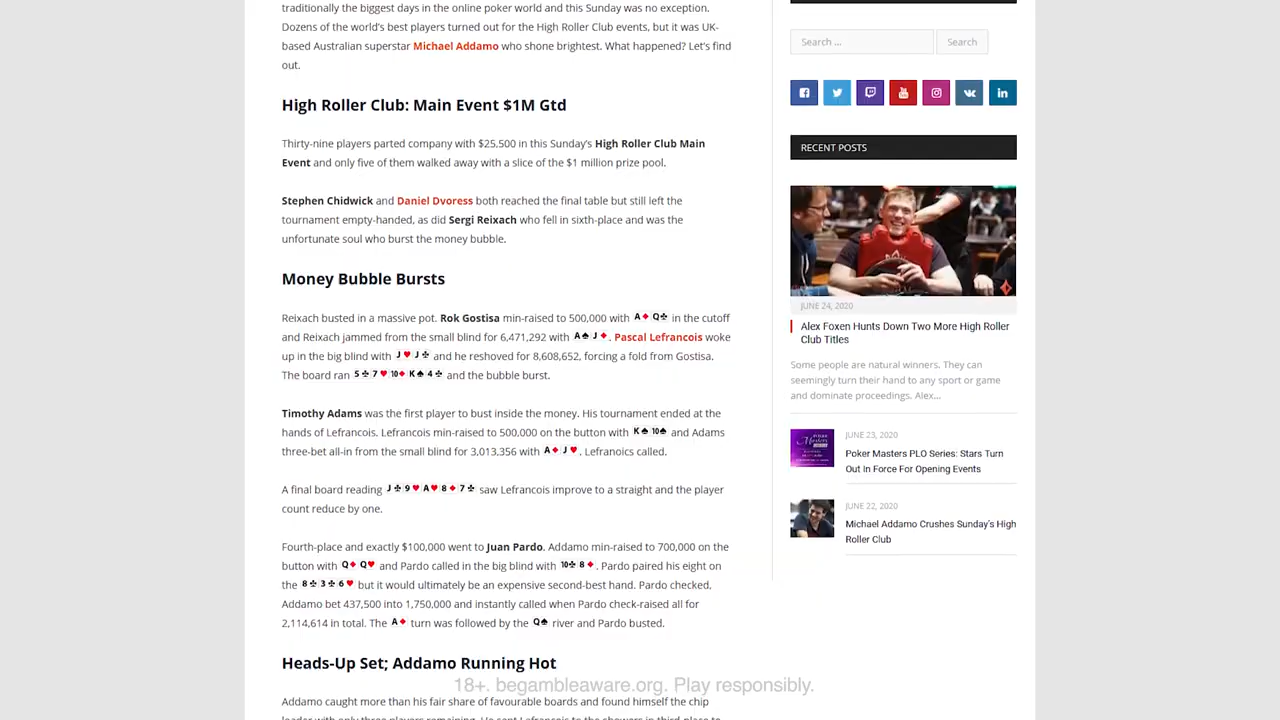 traditionally the biggest days in the online poker world and this Sunday was no exception.
Dozens of the world's best players turned out for the High Roller Club events, but it was UK-
based Australian superstar Michael Addamo who shone brightest. What happened? Let's find
out.
High Roller Club: Main Event $1M Gtd
Thirty-nine players parted company with $25,500 in this Sunday's High Roller Club Main
Event and only five of them walked away with a slice of the $1 million prize pool.
Stephen Chidwick and Daniel Dvoress both reached the final table but still left the
tournament empty-handed, as did Sergi Reixach who fell in sixth-place and was the
unfortunate soul who burst the money bubble.
Money Bubble Bursts
Reixach busted in a massive pot. Rok Gostisa min-raised to 500,000 with A♦ Q♣ in the cutoff
and Reixach jammed from the small blind for 6,471,292 with A♠ J♦. Pascal Lefrancois woke
up in the big blind with J♥ J♣ and he reshoved for 8,608,652, forcing a fold from Gostisa.
The board ran 5♣ 7♥ 10♦ K♠ 4♣ and the bubble burst.
Timothy Adams was the first player to bust inside the money. His tournament ended at the
hands of Lefrancois. Lefrancois min-raised to 500,000 on the button with K♠ 10♠ and Adams
three-bet all-in from the small blind for 3,013,356 with A♦ J♥. Lefranoics called.
A final board reading J♣ 9♥ A♥ 8♦ 7♣ saw Lefrancois improve to a straight and the player
count reduce by one.
Fourth-place and exactly $100,000 went to Juan Pardo. Addamo min-raised to 700,000 on the
button with Q♦ Q♥ and Pardo called in the big blind with 10♣ 8♦. Pardo paired his eight on
the 8♣ 3♣ 6♥ but it would ultimately be an expensive second-best hand. Pardo checked,
Addamo bet 437,500 into 1,750,000 and instantly called when Pardo check-raised all for
2,114,614 in total. The A♦ turn was followed by the Q♠ river and Pardo busted.
Heads-Up Set; Addamo Running Hot
Addamo caught more than his fair share of favourable boards and found himself the chip
leader with only three players remaining. He sent Lefrancois to the showers in third-place to
18+. begambleaware.org. Play responsibly.
Search ...
Search
RECENT POSTS
JUNE 24, 2020
Alex Foxen Hunts Down Two More High Roller
Club Titles
Some people are natural winners. They can
seemingly turn their hand to any sport or game
and dominate proceedings. Alex...
JUNE 23, 2020
Poker Masters PLO Series: Stars Turn
Out In Force For Opening Events
JUNE 22, 2020
Michael Addamo Crushes Sunday's High
Roller Club